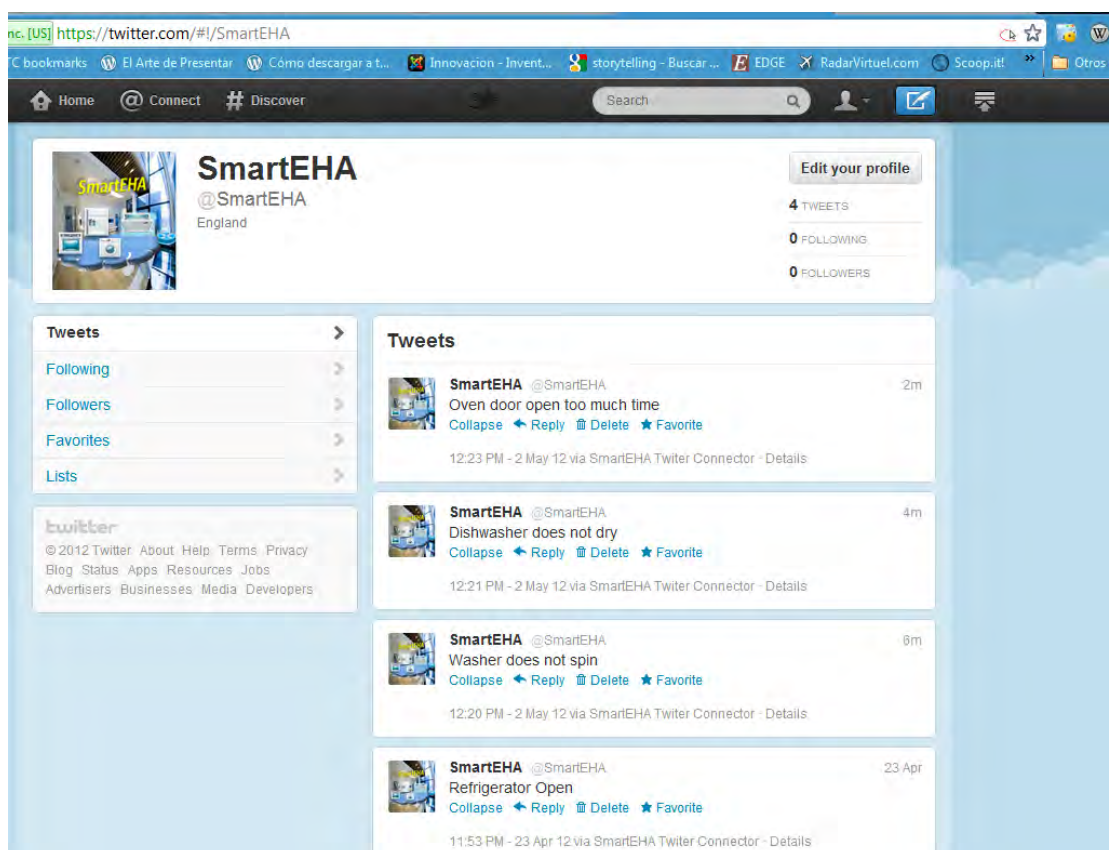 nc. [US] https://twitter.com/#!/SmartEHA
TC bookmarks El Arte de Presentar Cómo descargar a t... Innovacion - Invent... storytelling - Buscar ... EDGE RadarVirtuel.com Scoop.it! » Otros
Home Connect Discover Search
SmartEHA
SmartEHA
@SmartEHA
England
Edit your profile
4 TWEETS
0 FOLLOWING
0 FOLLOWERS
Tweets
Following
Followers
Favorites
Lists
twitter
© 2012 Twitter About Help Terms Privacy
Blog Status Apps Resources Jobs
Advertisers Businesses Media Developers
Tweets
SmartEHA @SmartEHA 2m
Oven door open too much time
Collapse Reply Delete Favorite
12:23 PM - 2 May 12 via SmartEHA Twiter Connector · Details
SmartEHA @SmartEHA 4m
Dishwasher does not dry
Collapse Reply Delete Favorite
12:21 PM - 2 May 12 via SmartEHA Twiter Connector · Details
SmartEHA @SmartEHA 6m
Washer does not spin
Collapse Reply Delete Favorite
12:20 PM - 2 May 12 via SmartEHA Twiter Connector · Details
SmartEHA @SmartEHA 23 Apr
Refrigerator Open
Collapse Reply Delete Favorite
11:53 PM - 23 Apr 12 via SmartEHA Twiter Connector · Details